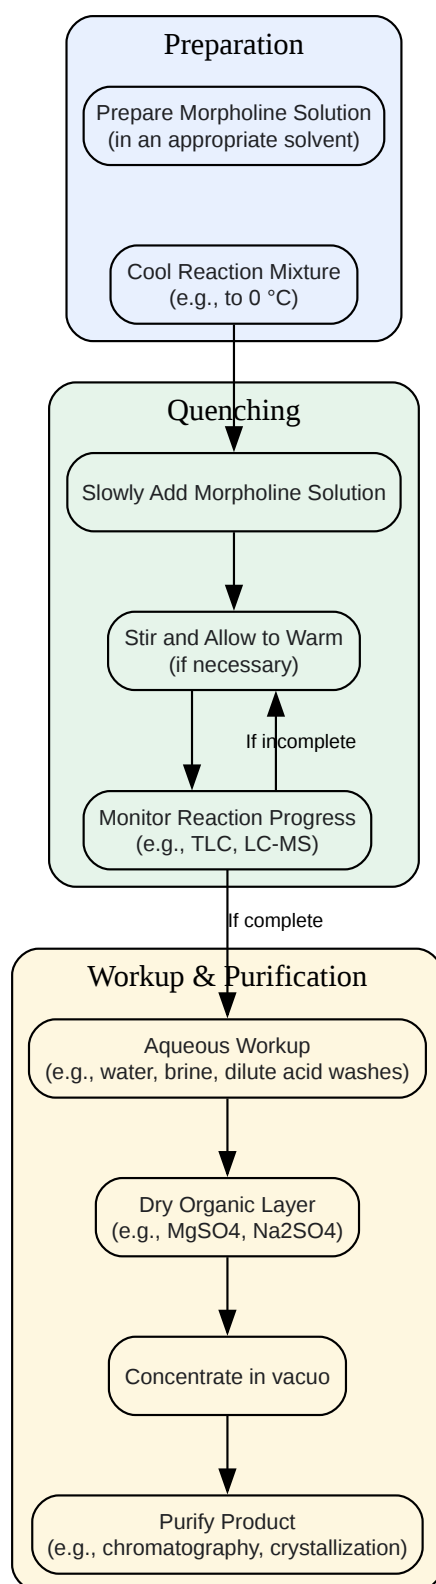 Preparation
Prepare Morpholine Solution
(in an appropriate solvent)
Cool Reaction Mixture
(e.g., to 0 °C)
Quenching
Slowly Add Morpholine Solution
Stir and Allow to Warm
(if necessary)
If incomplete
Monitor Reaction Progress
(e.g., TLC, LC-MS)
If complete
Workup & Purification
Aqueous Workup
(e.g., water, brine, dilute acid washes)
Dry Organic Layer
(e.g., MgSO4, Na2SO4)
Concentrate in vacuo
Purify Product
(e.g., chromatography, crystallization)